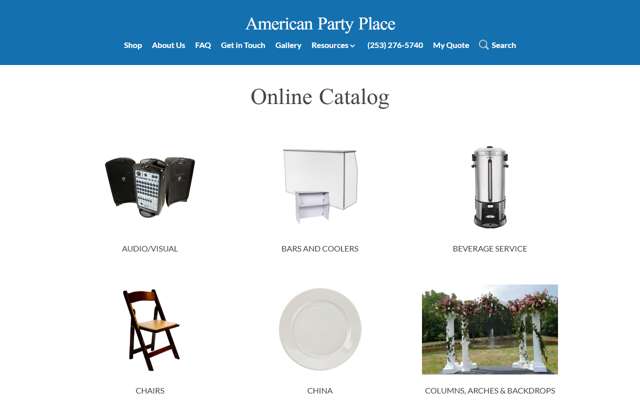 American Party Place
Shop About Us FAQ Get in Touch Gallery Resources (253) 276-5740 My Quote Search
Online Catalog
AUDIO/VISUAL BARS AND COOLERS BEVERAGE SERVICE
CHAIRS CHINA COLUMNS, ARCHES & BACKDROPS